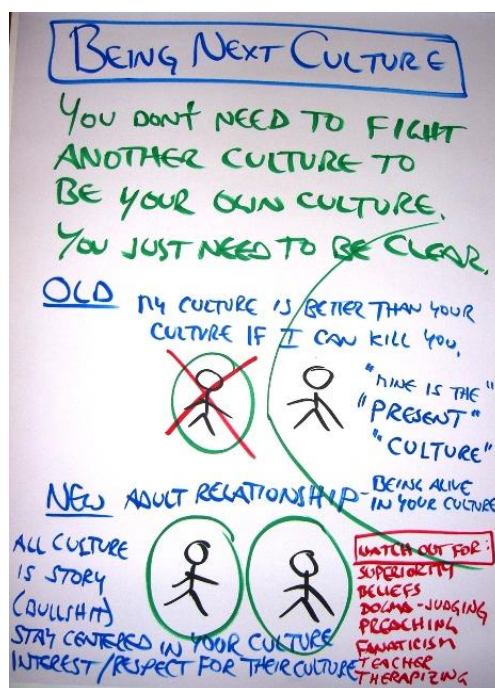 BEING NEXT CULTURE
YOU DON'T NEED TO FIGHT
ANOTHER CULTURE TO
BE YOUR OWN CULTURE.
YOU JUST NEED TO BE CLEAR.
OLD MY CULTURE IS BETTER THAN YOUR
CULTURE IF I CAN KILL YOU.
"MINE IS THE"
"PRESENT"
"CULTURE"
NEW ADULT RELATIONSHIP - BEING ALIVE
IN YOUR CULTURE
ALL CULTURE
IS STORY
(BULLSHIT)
STAY CENTERED IN YOUR CULTURE
INTEREST/RESPECT FOR THEIR CULTURE
WATCH OUT FOR:
SUPERIORITY
BELIEFS
DOGMA - JUDGING
PREACHING
FANATICISM
TEACHER
THERAPIZING